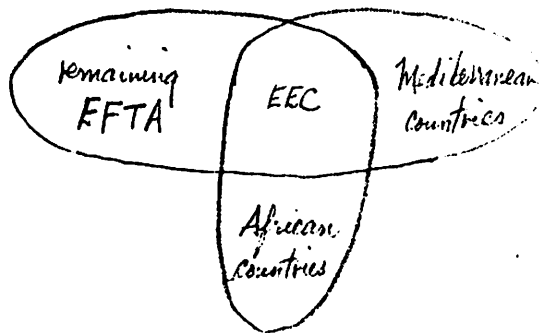 remaining
EFTA
EEC
Mediterranean
countries
African
countries